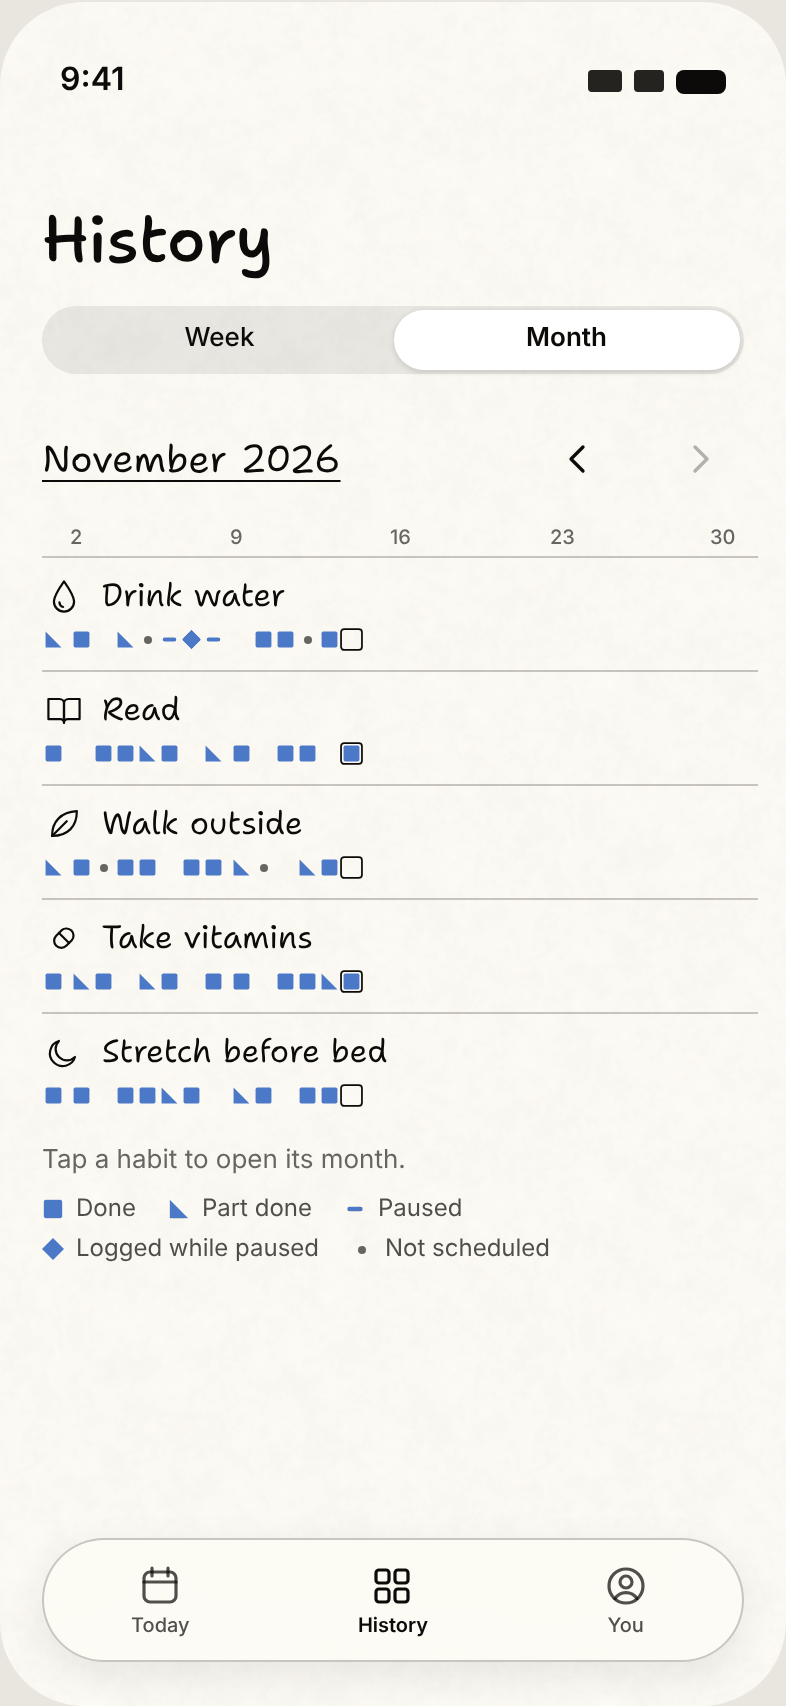 9:41
History
Week Month
November 2026
2 9 16 23 30
Drink water
Read
Walk outside
Take vitamins
Stretch before bed
Tap a habit to open its month.
Done Part done Paused
Logged while paused Not scheduled
Today History You